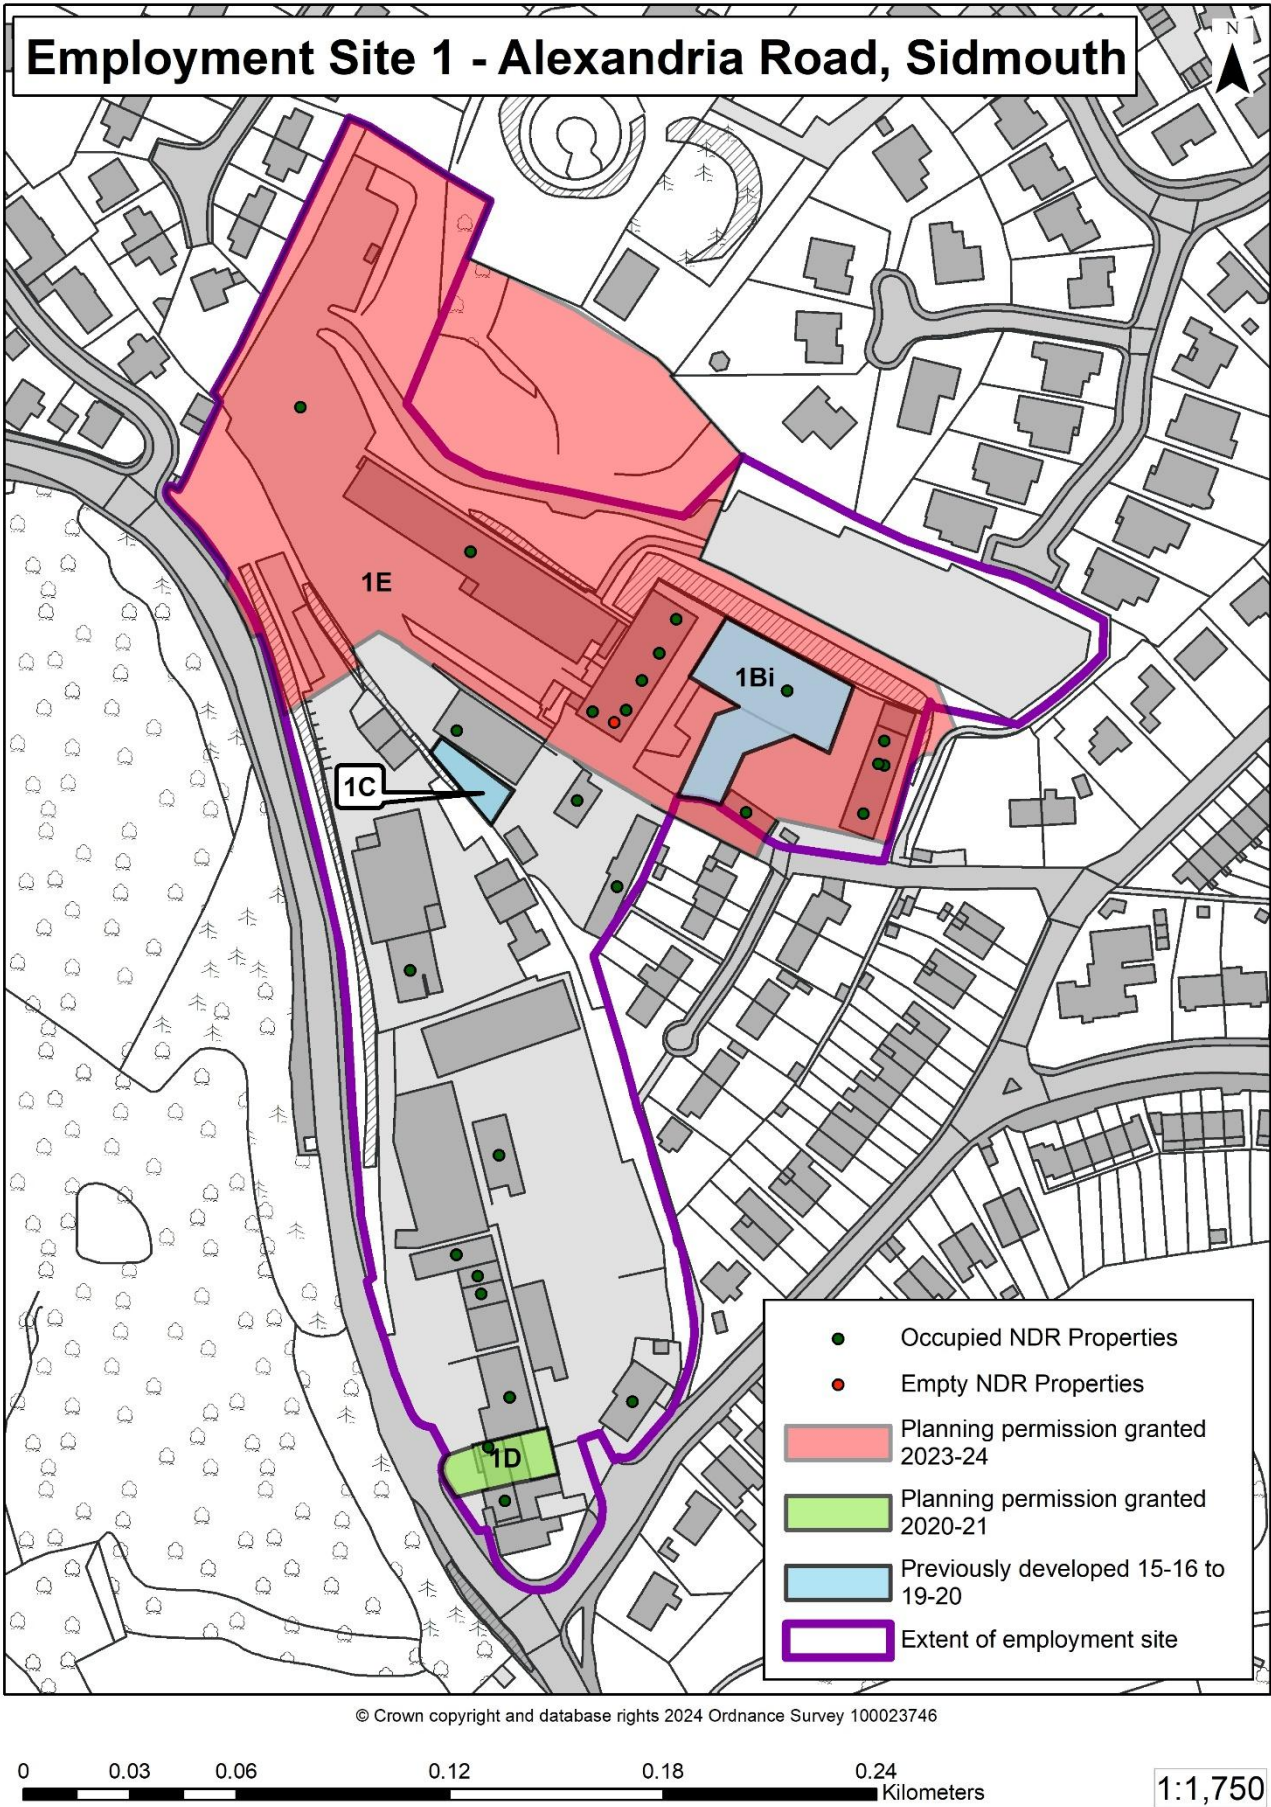 Employment Site 1 - Alexandria Road, Sidmouth
N
1E
1Bi
1C
1D
Occupied NDR Properties
Empty NDR Properties
Planning permission granted
2023-24
Planning permission granted
2020-21
Previously developed 15-16 to
19-20
Extent of employment site
© Crown copyright and database rights 2024 Ordnance Survey 100023746
0 0.03 0.06 0.12 0.18 0.24
Kilometers
1:1,750